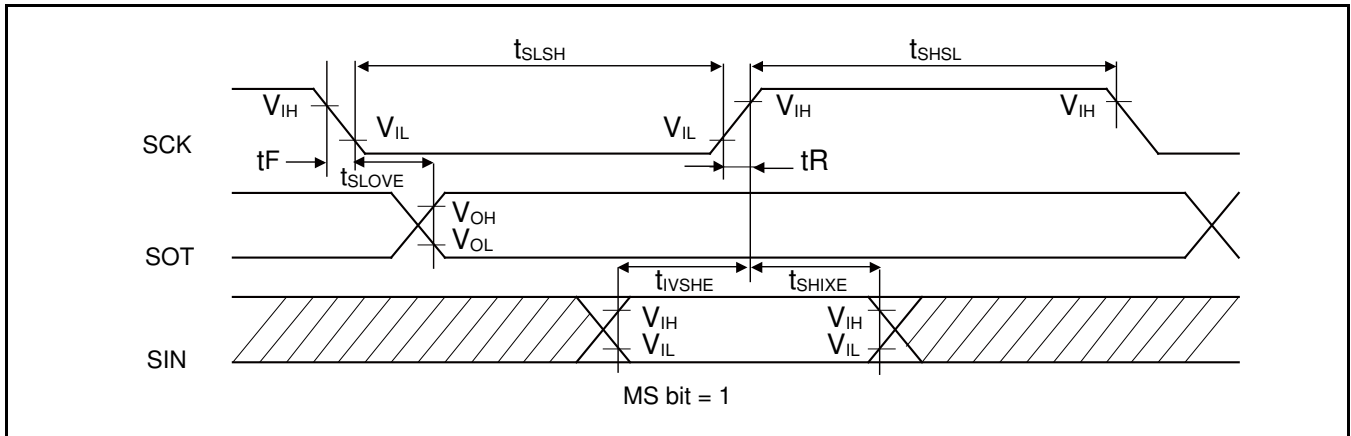 tSLSH tSHSL
VIH VIH VIH
VIL VIL
SCK
tF tR
tSLOVE
VOH
VOL
SOT
tIVSHE tSHIXE
VIH VIH
VIL VIL
SIN
MS bit = 1